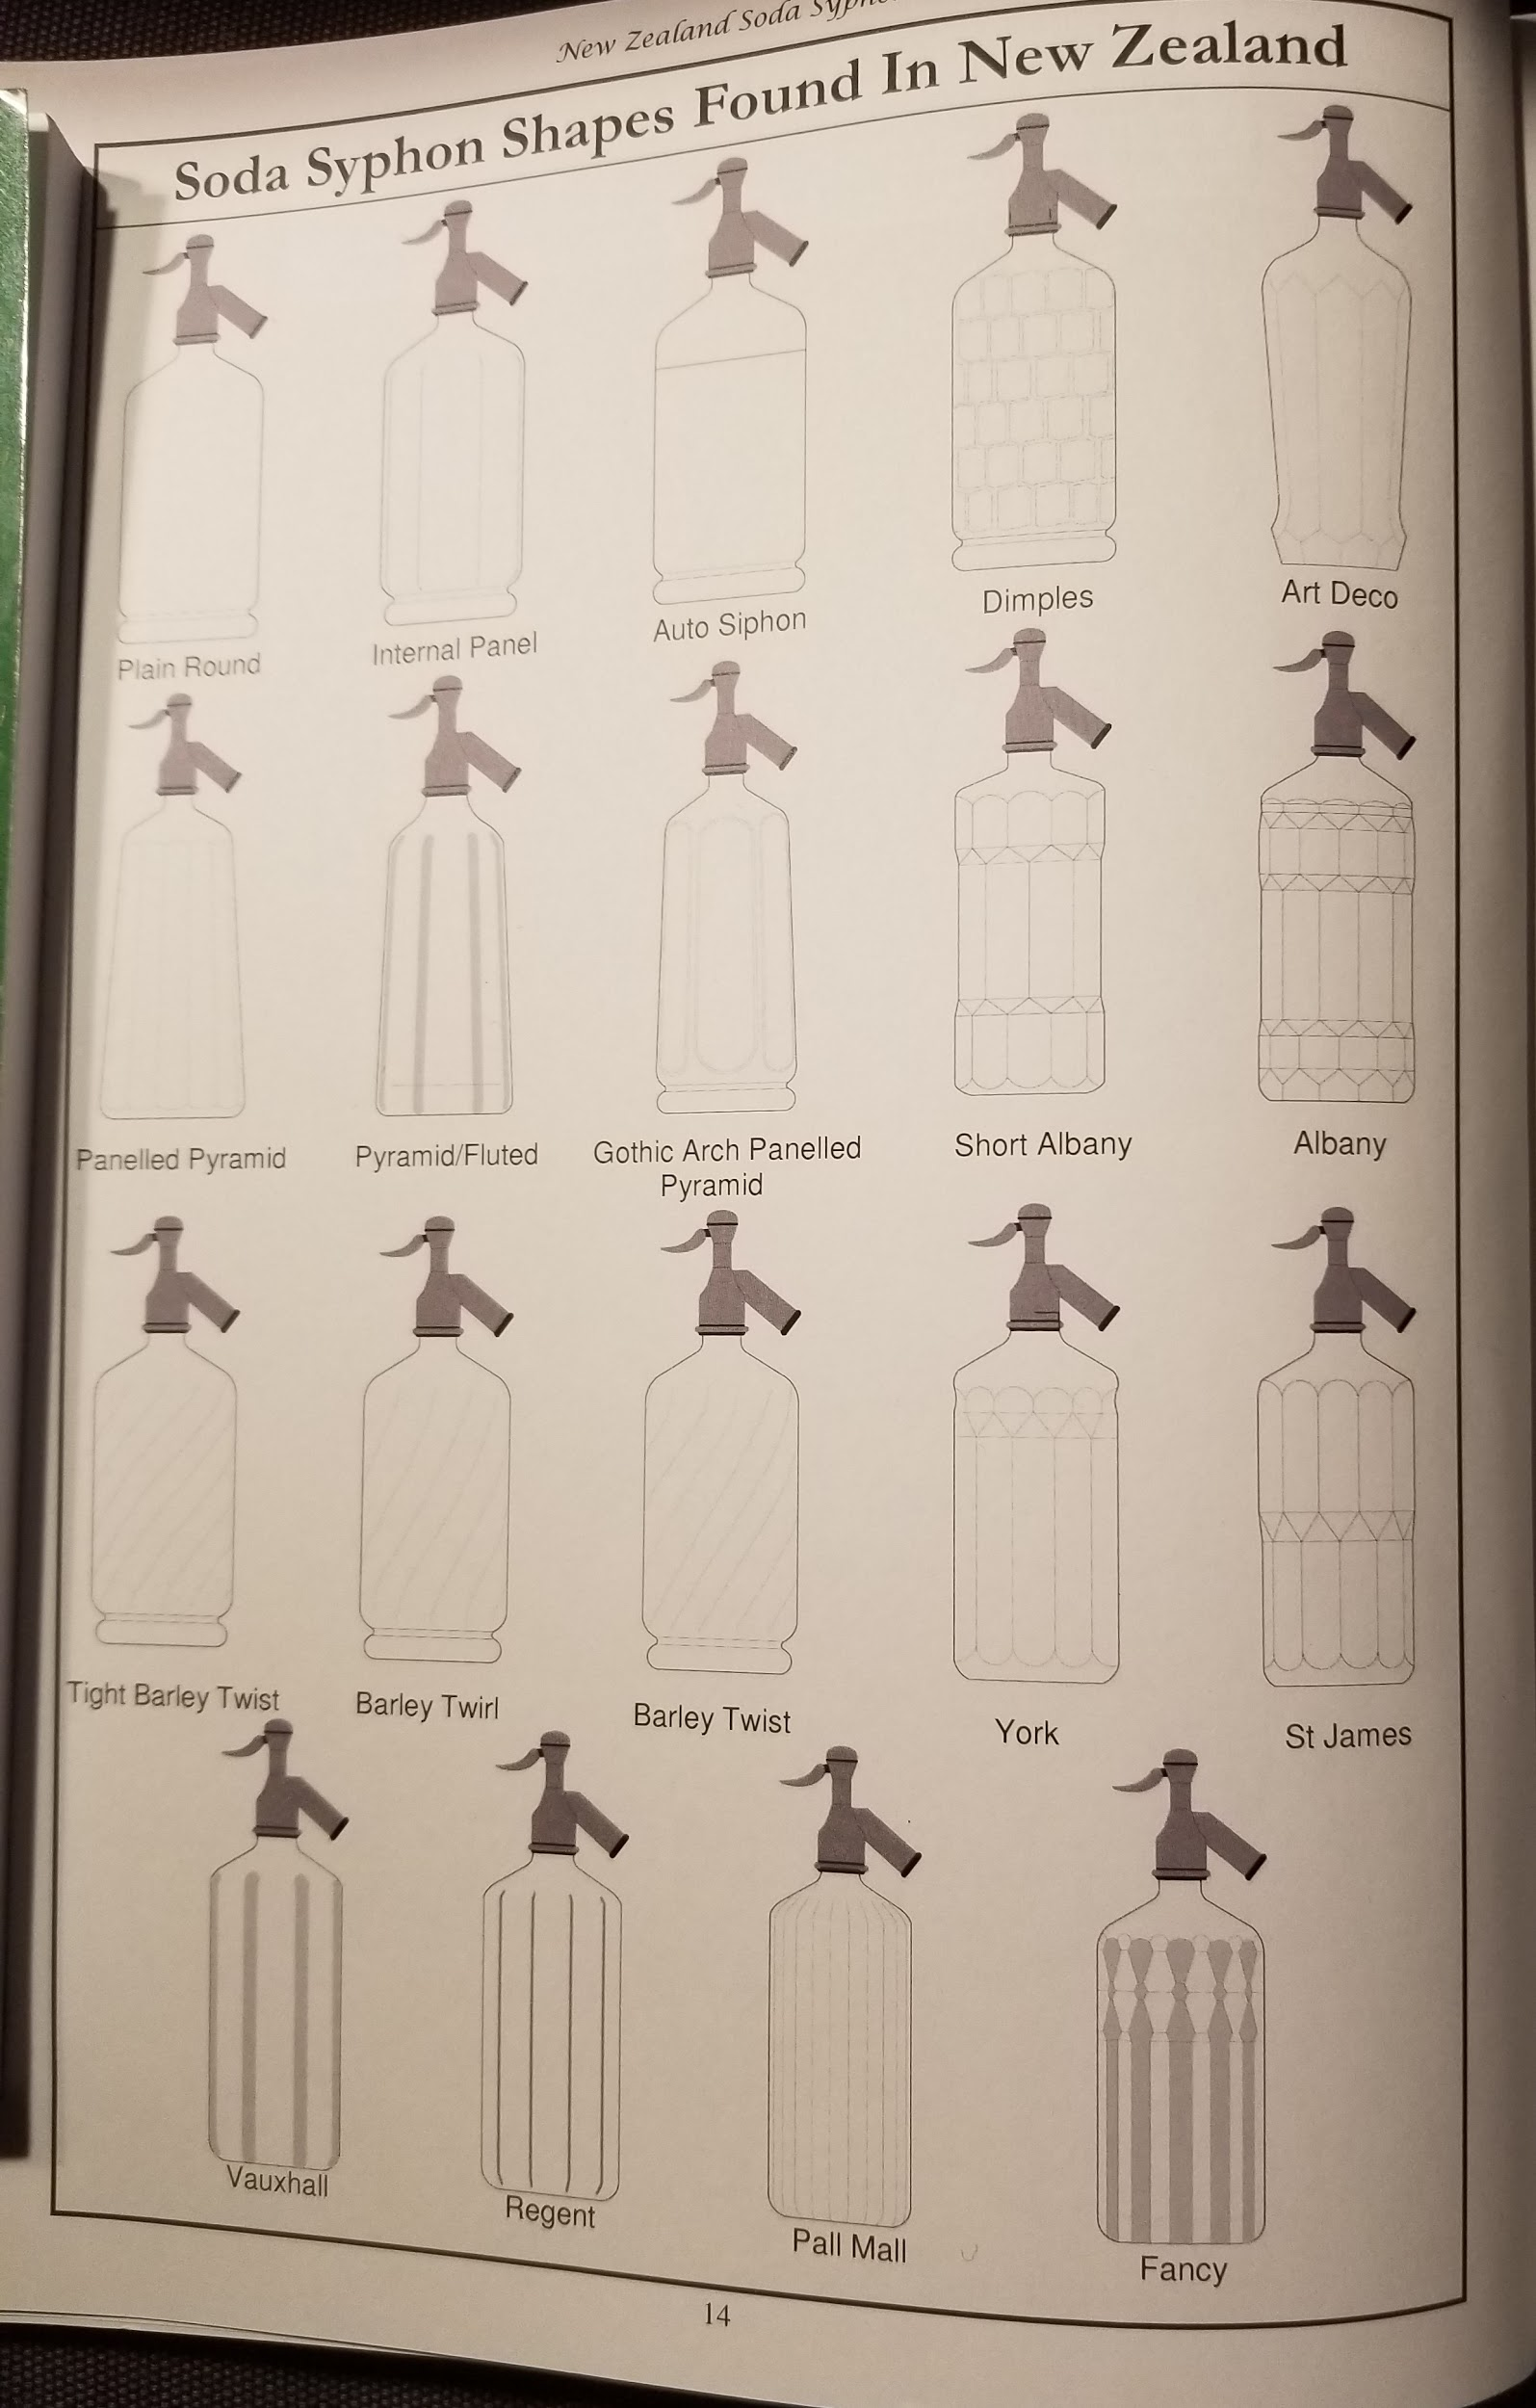 New Zealand Soda
Soda Syphon Shapes Found In New Zealand
Plain Round
Internal Panel
Auto Siphon
Dimples
Art Deco
Panelled Pyramid
Pyramid/Fluted
Gothic Arch Panelled
Pyramid
Short Albany
Albany
Tight Barley Twist
Barley Twirl
Barley Twist
York
St James
Vauxhall
Regent
Pall Mall
Fancy
14